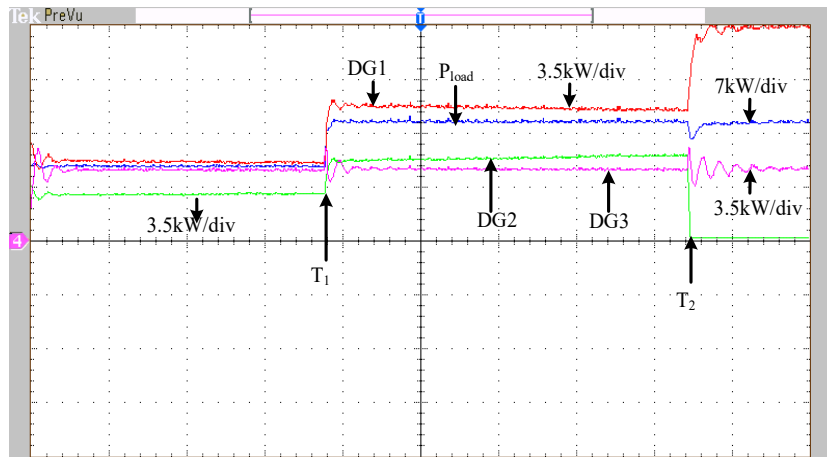 Tek PreVu
T
DG1
P_load
3.5kW/div
7kW/div
3.5kW/div
3.5kW/div
DG2
DG3
4
T_1
T_2